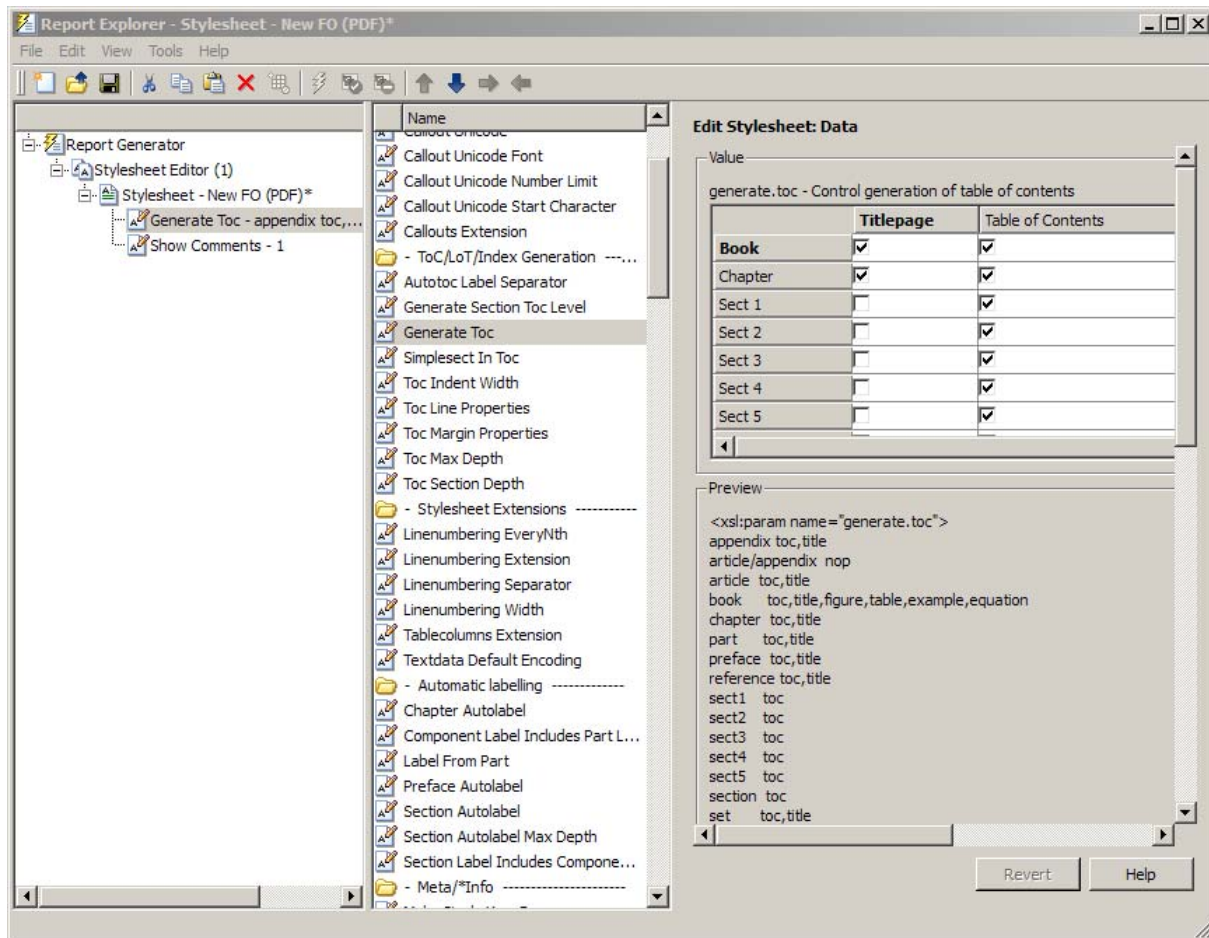 Report Explorer - Stylesheet - New FO (PDF)*
File Edit View Tools Help
Report Generator
Stylesheet Editor (1)
Stylesheet - New FO (PDF)*
Generate Toc - appendix toc,...
Show Comments - 1
Name
Callout Unicode
Callout Unicode Font
Callout Unicode Number Limit
Callout Unicode Start Character
Callouts Extension
- ToC/LoT/Index Generation ---...
Autotoc Label Separator
Generate Section Toc Level
Generate Toc
Simplesect In Toc
Toc Indent Width
Toc Line Properties
Toc Margin Properties
Toc Max Depth
Toc Section Depth
- Stylesheet Extensions -----------
Linenumbering EveryNth
Linenumbering Extension
Linenumbering Separator
Linenumbering Width
Tablecolumns Extension
Textdata Default Encoding
- Automatic labelling -------------
Chapter Autolabel
Component Label Includes Part L...
Label From Part
Preface Autolabel
Section Autolabel
Section Autolabel Max Depth
Section Label Includes Compone...
- Meta/*Info ----------------------
Edit Stylesheet: Data
Value
generate.toc - Control generation of table of contents
Titlepage Table of Contents
Book
Chapter
Sect 1
Sect 2
Sect 3
Sect 4
Sect 5
Preview
<xsl:param name="generate.toc">
appendix toc,title
article/appendix nop
article toc,title
book toc,title,figure,table,example,equation
chapter toc,title
part toc,title
preface toc,title
reference toc,title
sect1 toc
sect2 toc
sect3 toc
sect4 toc
sect5 toc
section toc
set toc,title
Revert Help